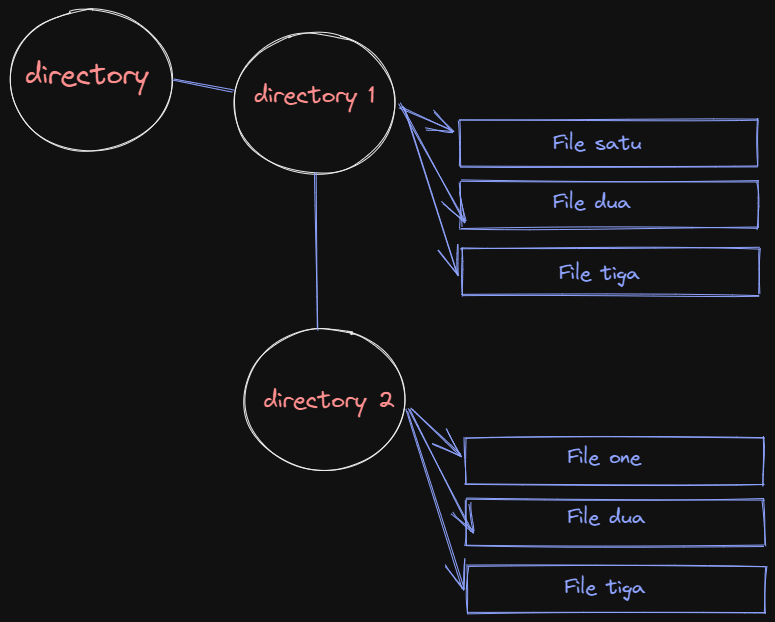 directory
directory 1
File satu
File dua
File tiga
directory 2
File one
File dua
File tiga